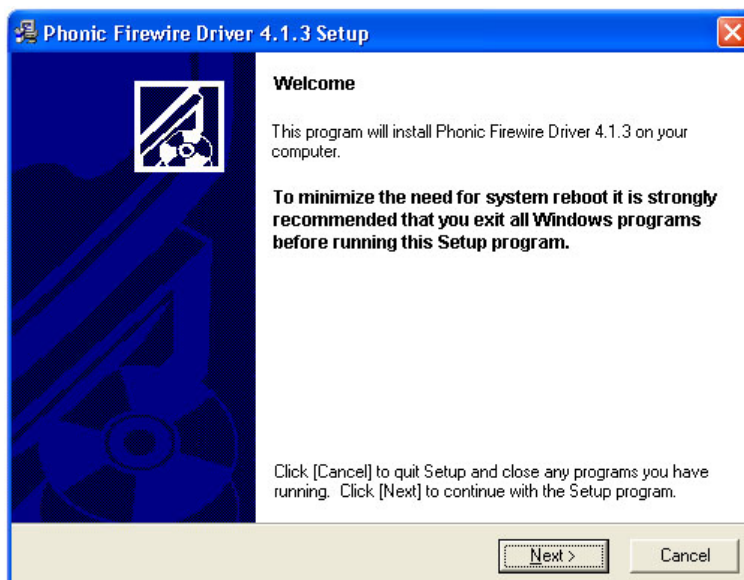 Phonic Firewire Driver 4.1.3 Setup
Welcome
This program will install Phonic Firewire Driver 4.1.3 on your
computer.
To minimize the need for system reboot it is strongly
recommended that you exit all Windows programs
before running this Setup program.
Click [Cancel] to quit Setup and close any programs you have
running.  Click [Next] to continue with the Setup program.
Next >
Cancel